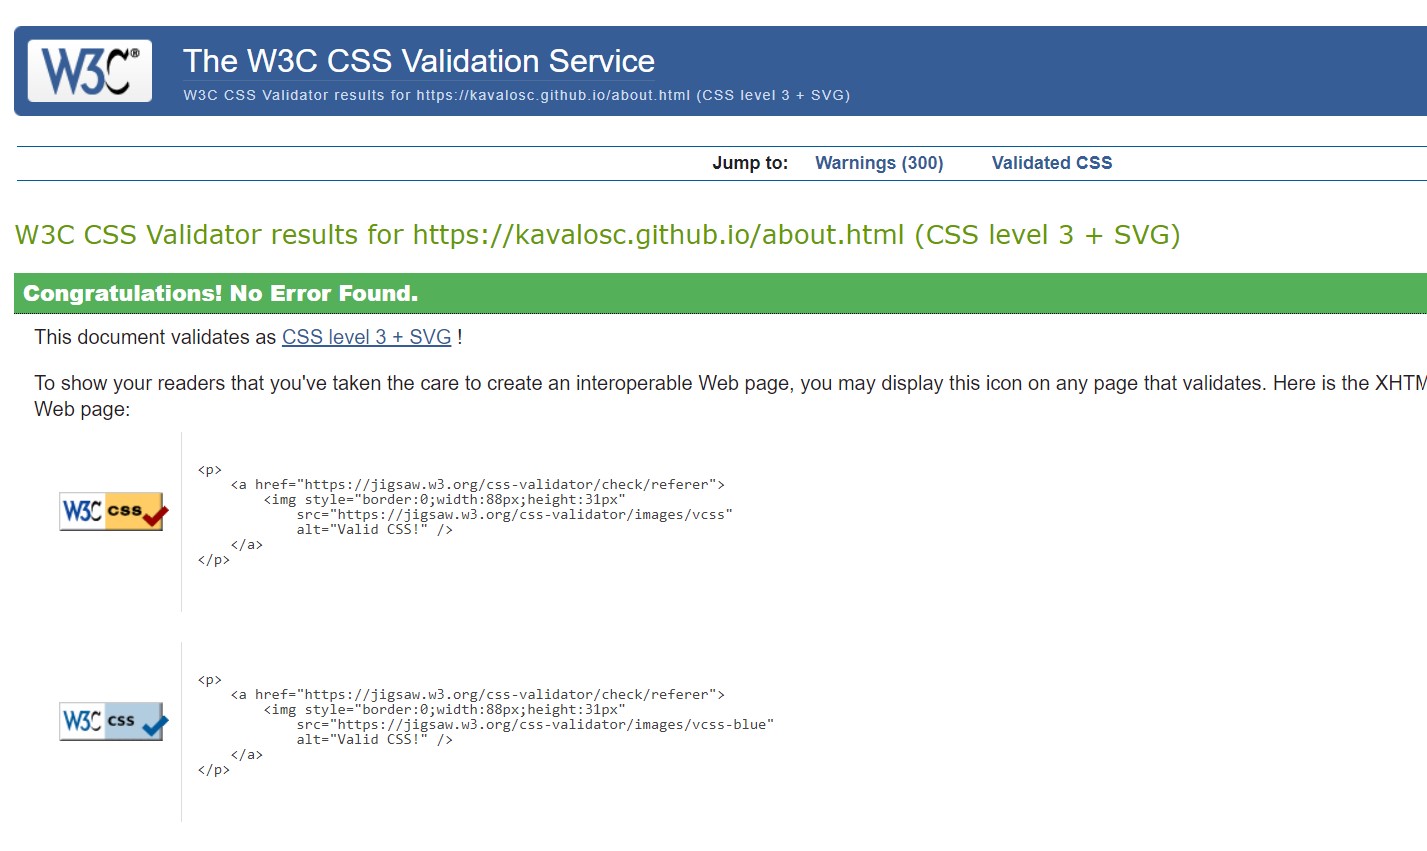 W3C®
The W3C CSS Validation Service
W3C CSS Validator results for https://kavalosc.github.io/about.html (CSS level 3 + SVG)
Jump to: Warnings (300) Validated CSS
W3C CSS Validator results for https://kavalosc.github.io/about.html (CSS level 3 + SVG)
Congratulations! No Error Found.
This document validates as CSS level 3 + SVG !
To show your readers that you've taken the care to create an interoperable Web page, you may display this icon on any page that validates. Here is the XHTM
Web page:
W3C css
<p>
    <a href="https://jigsaw.w3.org/css-validator/check/referer">
        <img style="border:0;width:88px;height:31px"
            src="https://jigsaw.w3.org/css-validator/images/vcss"
            alt="Valid CSS!" />
    </a>
</p>
W3C css
<p>
    <a href="https://jigsaw.w3.org/css-validator/check/referer">
        <img style="border:0;width:88px;height:31px"
            src="https://jigsaw.w3.org/css-validator/images/vcss-blue"
            alt="Valid CSS!" />
    </a>
</p>